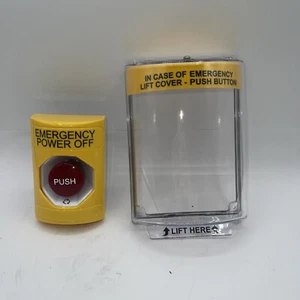 EMERGENCY
POWER OFF
PUSH
IN CASE OF EMERGENCY
LIFT COVER - PUSH BUTTON
LIFT HERE